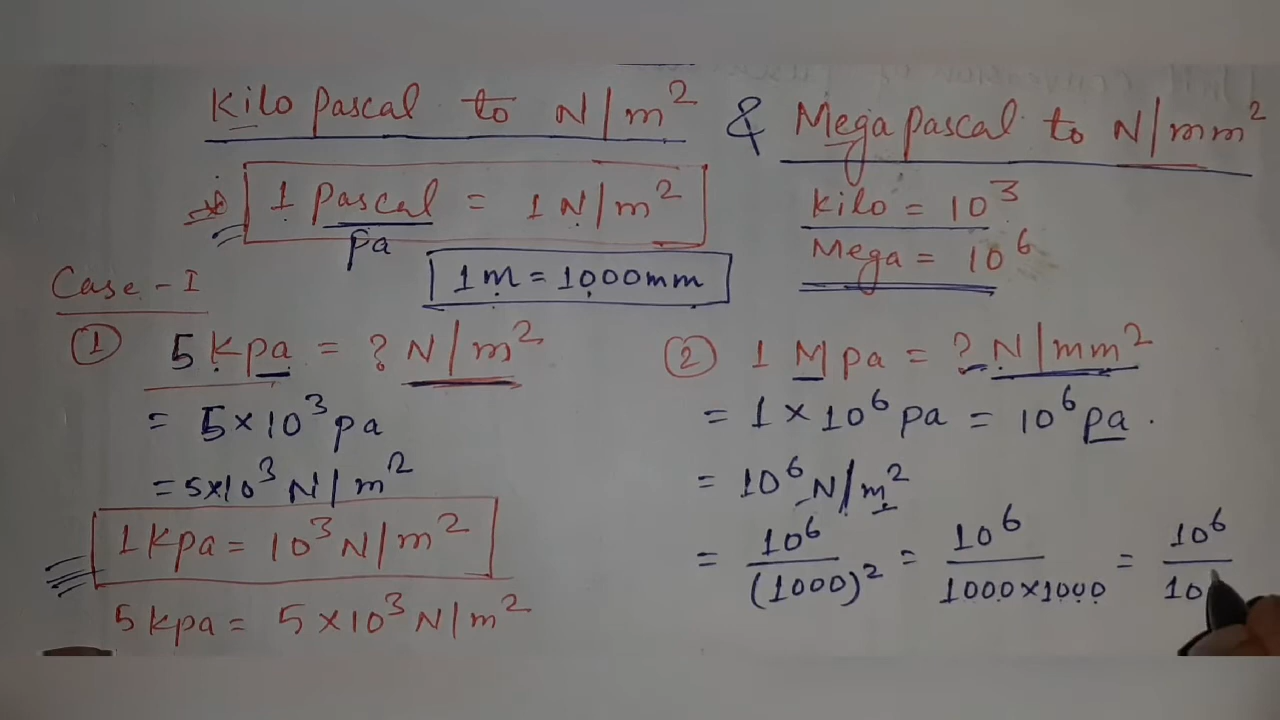 Kilo Pascal to N/m² & Mega pascal to N/mm²
1 Pascal = 1 N/m²
pa
Kilo = 10³
Mega = 10⁶
1 m = 1000mm
Case - I
① 5 Kpa = ? N/m²
= 5×10³ pa
= 5×10³ N/m²
1 Kpa = 10³ N/m²
5 Kpa = 5×10³ N/m²
② 1 Mpa = ? N/mm²
= 1 × 10⁶ pa = 10⁶ pa.
= 10⁶ N/m²
= 10⁶/(1000)² = 10⁶/1000×1000 = 10⁶/10